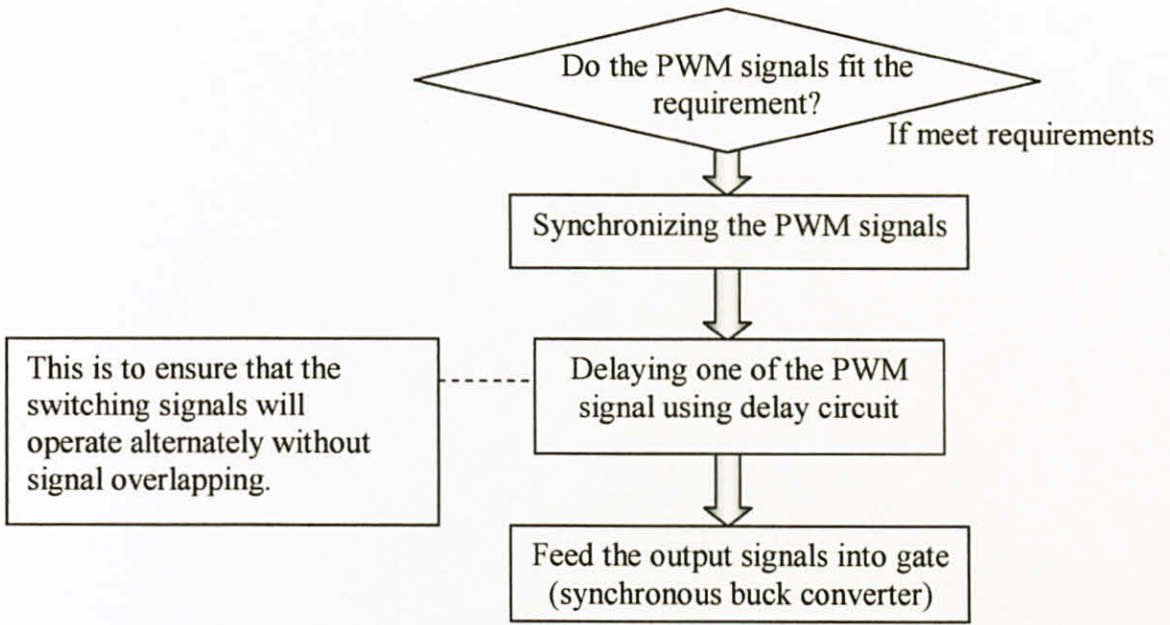 Do the PWM signals fit the
requirement?
If meet requirements
Synchronizing the PWM signals
This is to ensure that the
switching signals will
operate alternately without
signal overlapping.
Delaying one of the PWM
signal using delay circuit
Feed the output signals into gate
(synchronous buck converter)